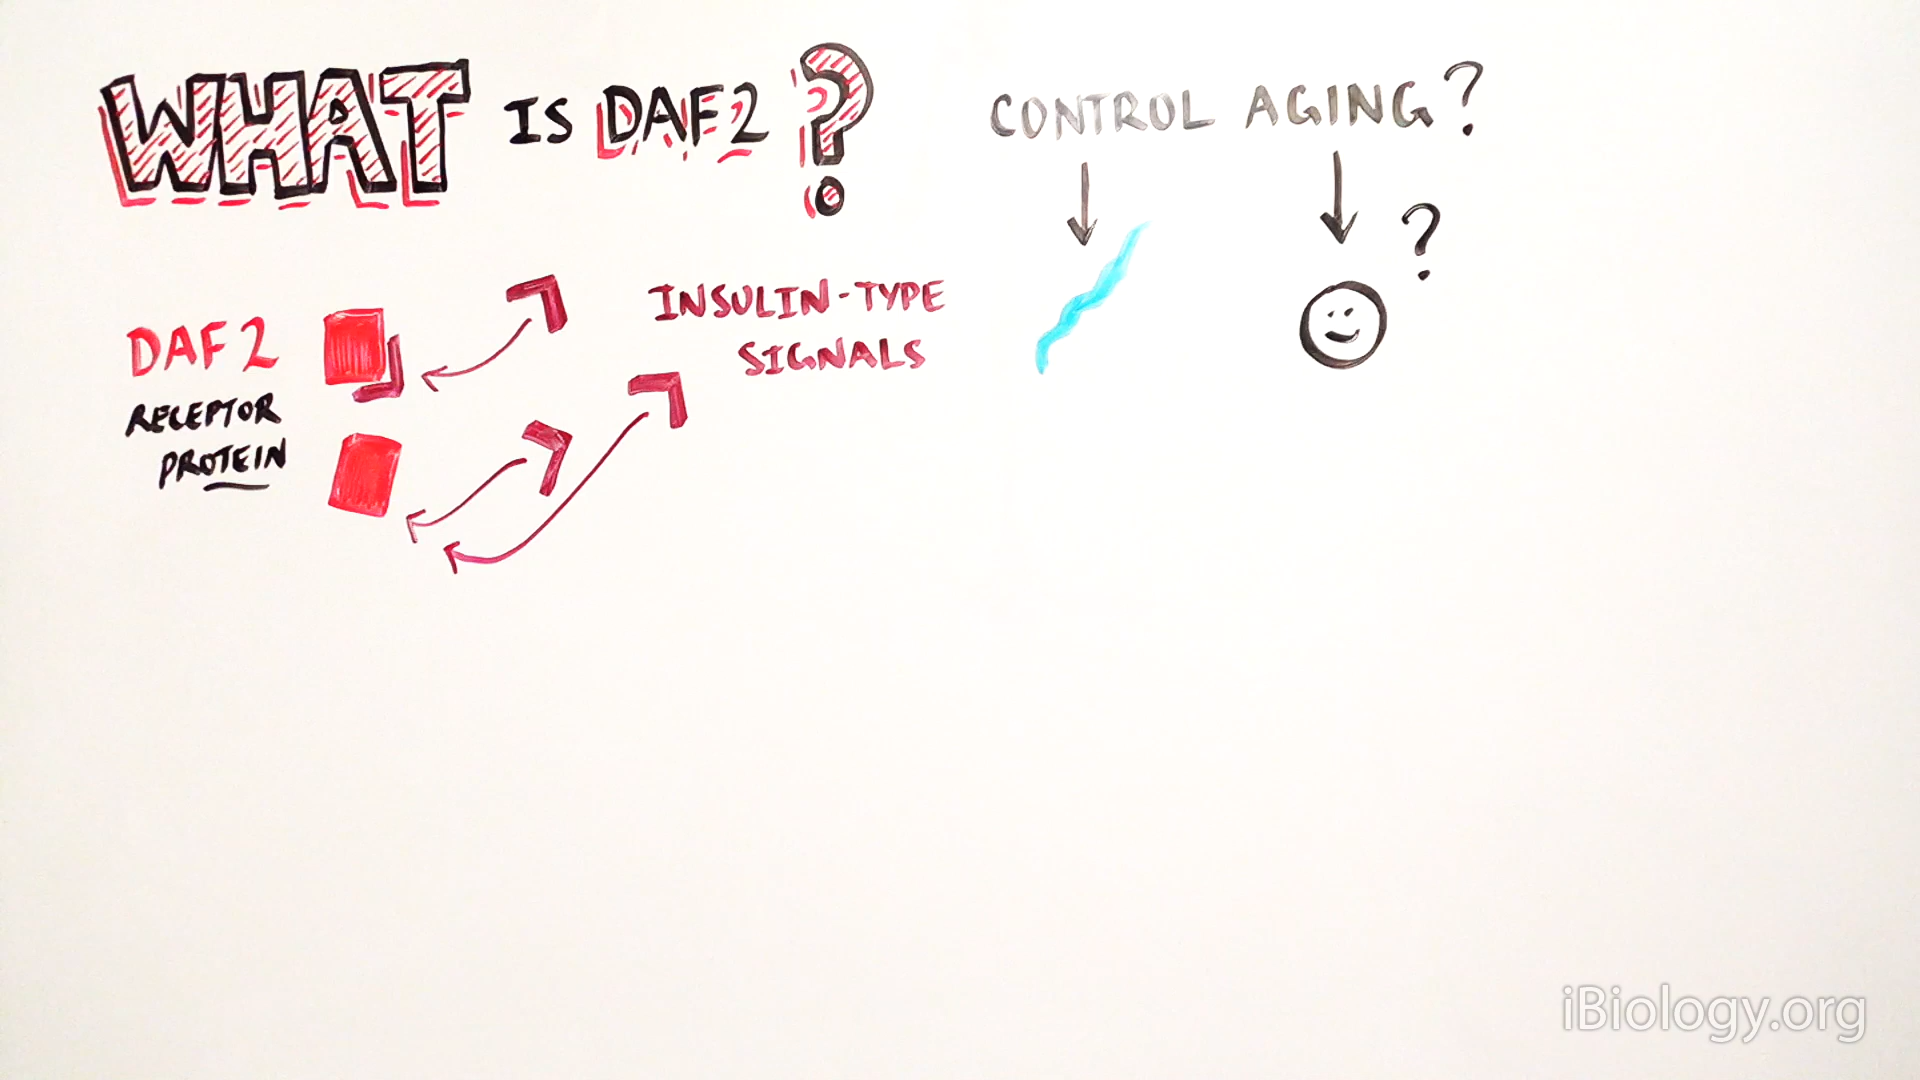 WHAT IS DAF2?
CONTROL AGING?
?
DAF2
RECEPTOR
PROTEIN
INSULIN-TYPE
SIGNALS
iBiology.org